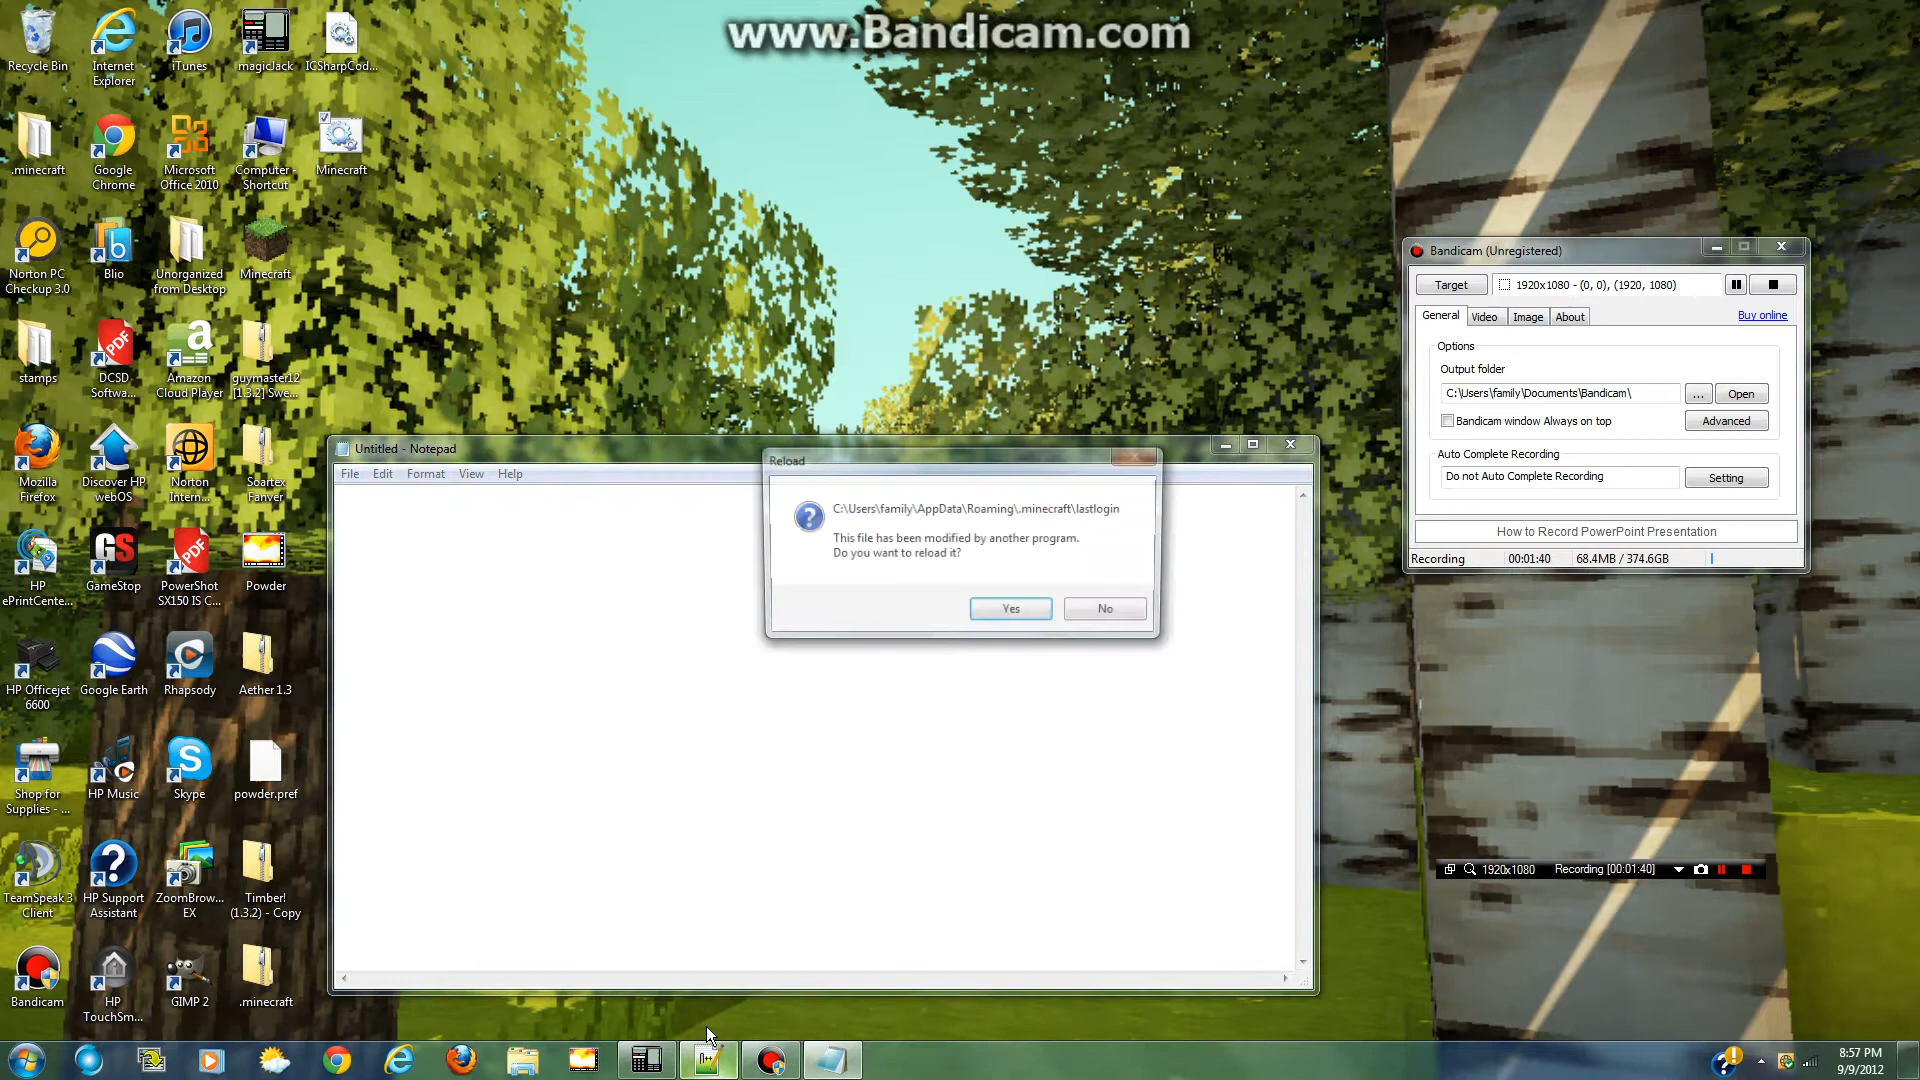 www.Bandicam.com
Recycle Bin
Internet
Explorer
iTunes
magicJack
ICSharpCod...
.minecraft
Google
Chrome
Microsoft
Office 2010
Computer -
Shortcut
Minecraft
Norton PC
Checkup 3.0
Blio
Unorganized
from Desktop
Minecraft
stamps
DCSD
Softwa...
Amazon
Cloud Player
guymaster12
[1.3.2] Swe...
Mozilla
Firefox
Discover HP
webOS
Norton
Intern...
Soartex
Fanver
HP
ePrintCente...
GameStop
PowerShot
SX150 IS C...
Powder
HP Officejet
6600
Google Earth
Rhapsody
Aether 1.3
Shop for
Supplies - ...
HP Music
Skype
powder.pref
TeamSpeak 3
Client
HP Support
Assistant
ZoomBrow...
EX
Timber!
(1.3.2) - Copy
Bandicam
HP
TouchSm...
GIMP 2
.minecraft
Untitled - Notepad
File Edit Format View Help
Reload
C:\Users\family\AppData\Roaming\.minecraft\lastlogin
This file has been modified by another program.
Do you want to reload it?
Yes No
Bandicam (Unregistered)
Target 1920x1080 - (0, 0), (1920, 1080)
General Video Image About Buy online
Options
Output folder
C:\Users\family\Documents\Bandicam\ ... Open
Bandicam window Always on top Advanced
Auto Complete Recording
Do not Auto Complete Recording Setting
How to Record PowerPoint Presentation
Recording 00:01:40 68.4MB / 374.6GB
1920x1080 Recording [00:01:40]
8:57 PM
9/9/2012